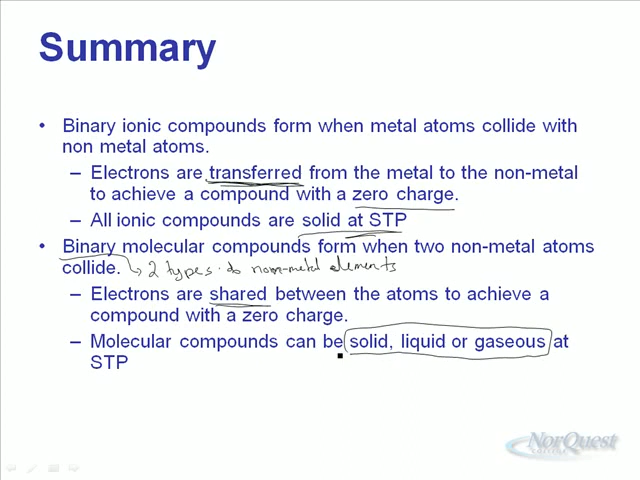 Summary
• Binary ionic compounds form when metal atoms collide with
non metal atoms.
– Electrons are transferred from the metal to the non-metal
to achieve a compound with a zero charge.
– All ionic compounds are solid at STP
• Binary molecular compounds form when two non-metal atoms
collide. 2 types do non-metal elements
– Electrons are shared between the atoms to achieve a
compound with a zero charge.
– Molecular compounds can be solid, liquid or gaseous at
STP
NorQuest
COLLEGE